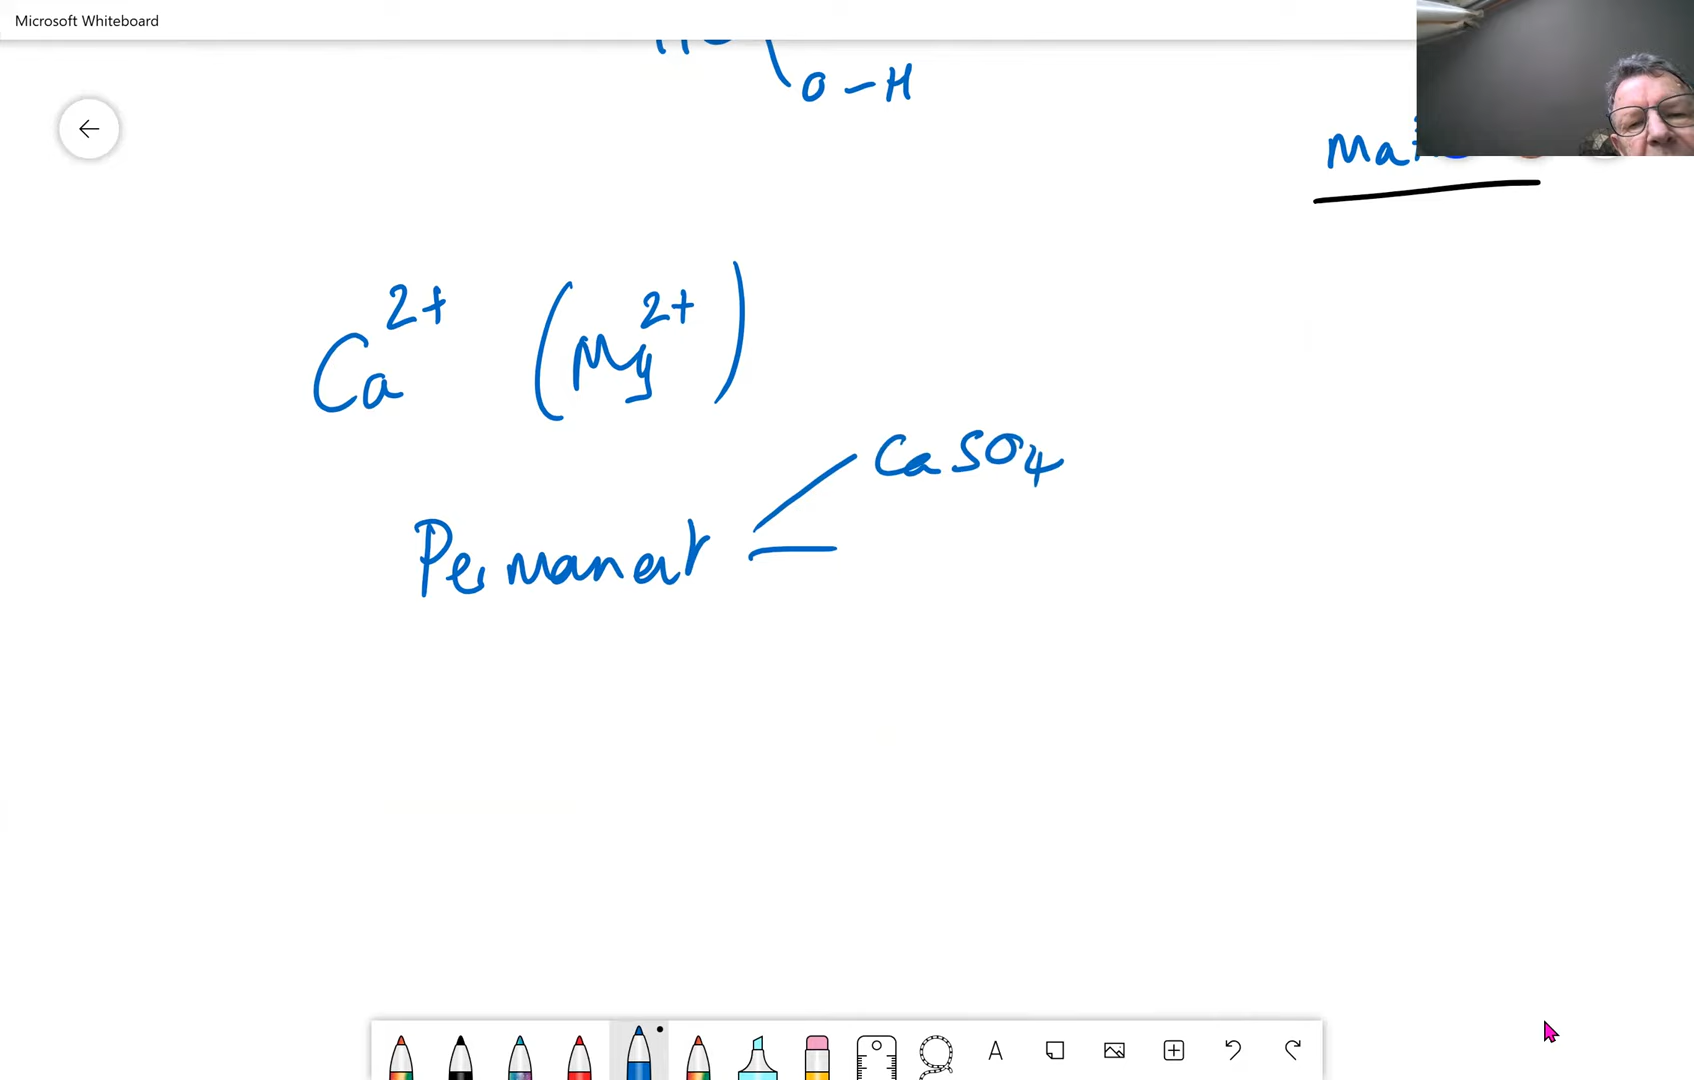 Microsoft Whiteboard
O - H
Ca2+ (Mg2+)
CaSO4
Permanent
A